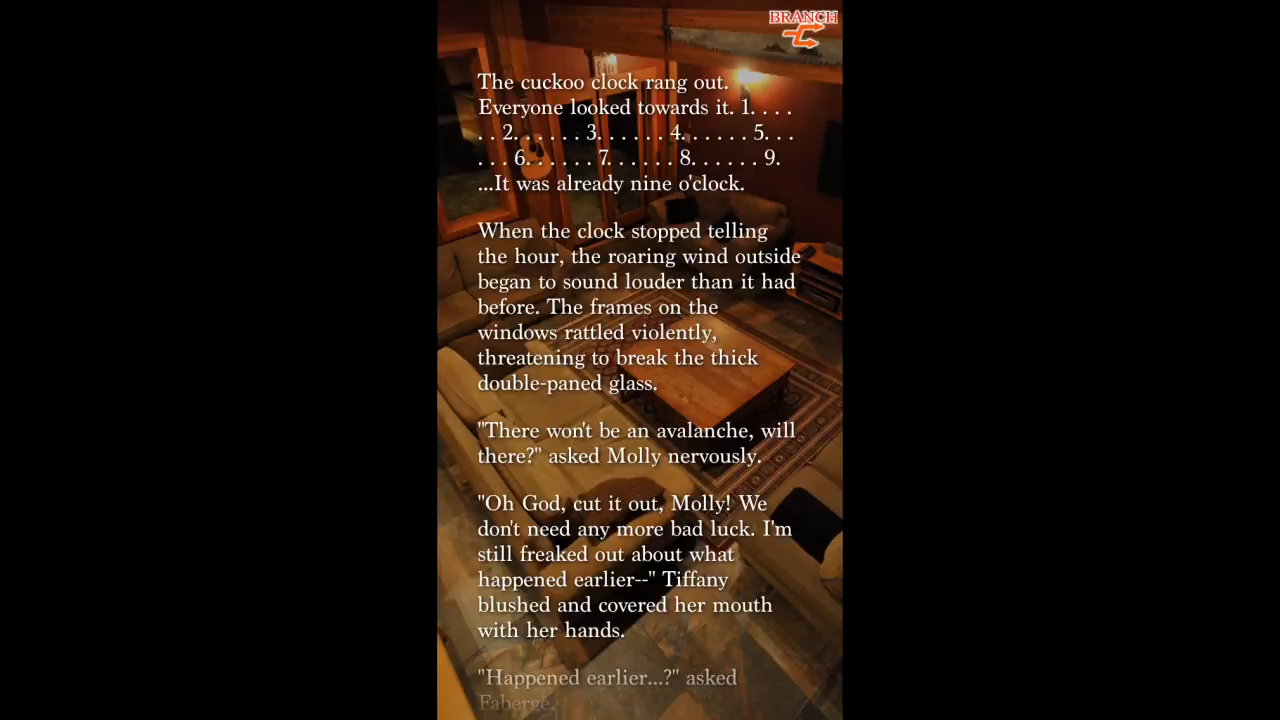 BRANCH
The cuckoo clock rang out.
Everyone looked towards it. 1. . . .
. . 2. . . . . . 3. . . . . . 4. . . . . . 5. . .
. . . 6. . . . . . 7. . . . . . 8. . . . . . 9.
...It was already nine o'clock.
When the clock stopped telling
the hour, the roaring wind outside
began to sound louder than it had
before. The frames on the
windows rattled violently,
threatening to break the thick
double-paned glass.
"There won't be an avalanche, will
there?" asked Molly nervously.
"Oh God, cut it out, Molly! We
don't need any more bad luck. I'm
still freaked out about what
happened earlier--" Tiffany
blushed and covered her mouth
with her hands.
"Happened earlier...?" asked
Faberge.